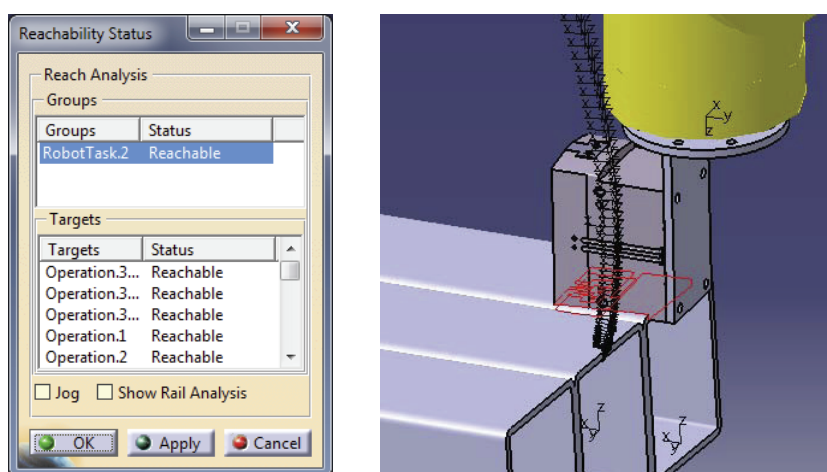 Reachability Status
Reach Analysis
Groups
Groups Status
RobotTask.2 Reachable
Targets
Targets Status
Operation.3... Reachable
Operation.3... Reachable
Operation.3... Reachable
Operation.1 Reachable
Operation.2 Reachable
Jog Show Rail Analysis
OK Apply Cancel
x
y
z
z
x
y
z
x
y